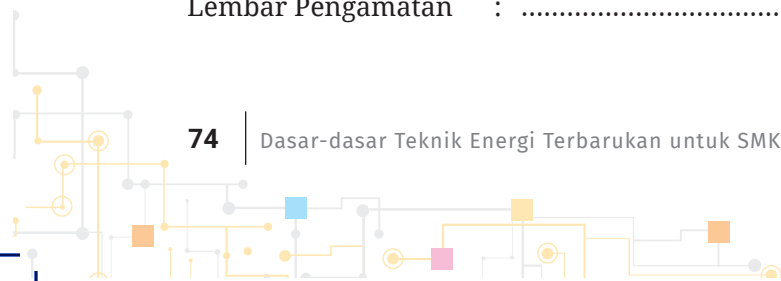 Lembar Pengamatan : .................................
74 Dasar-dasar Teknik Energi Terbarukan untuk SMK